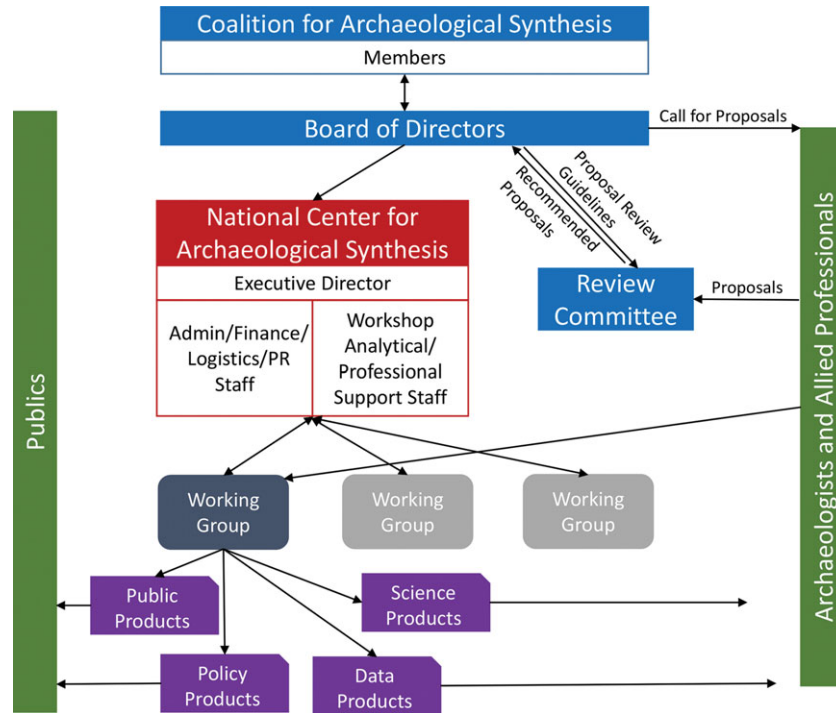 Coalition for Archaeological Synthesis
Members
Board of Directors
Call for Proposals
Proposal Review
Guidelines
Recommended
Proposals
National Center for
Archaeological Synthesis
Executive Director
Admin/Finance/
Logistics/PR
Staff
Workshop
Analytical/
Professional
Support Staff
Review
Committee
Proposals
Publics
Archaeologists and Allied Professionals
Working
Group
Working
Group
Working
Group
Public
Products
Science
Products
Policy
Products
Data
Products